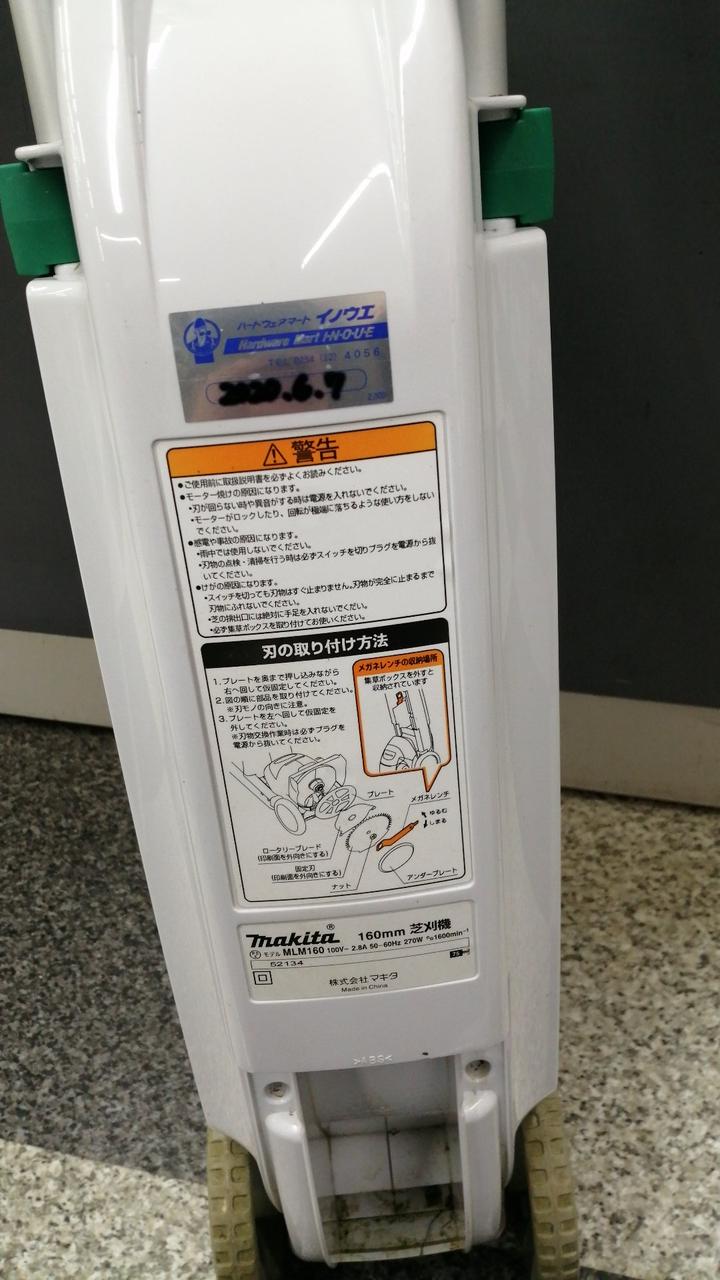 ハードウェアマート イノウエ
Hardware Mart I·N·O·U·E
TEL 0254 (32) 4056
2020.6.7
警告
●ご使用前に取扱説明書を必ずよくお読みください。
●モーター焼けの原因になります。
•刃が回らない時や異音がする時は電源を入れないでください。
•モーターがロックしたり、回転が極端に落ちるような使い方をしない
でください。
●感電や事故の原因になります。
•雨中では使用しないでください。
•刃物の点検・清掃を行う時は必ずスイッチを切りプラグを電源から抜
いてください。
●けがの原因になります。
•スイッチを切っても刃物はすぐ止まりません。刃物が完全に止まるまで
刃物にふれないでください。
•芝の排出口には絶対に手足を入れないでください。
•必ず集草ボックスを取り付けてお使いください。
刃の取り付け方法
1.プレートを奥まで押し込みながら
右へ回して仮固定してください。
2.図の順に部品を取り付けてください。
※刃モノの向きに注意。
3.プレートを左へ回して仮固定を
外してください。
※刃物交換作業時は必ずプラグを
電源から抜いてください。
メガネレンチの収納場所
集草ボックスを外すと
収納されています
プレート
メガネレンチ
ゆるむ
しまる
ロータリーブレード
(印刷面を外向きにする)
固定刃
(印刷面を外向きにする)
ナット
アンダープレート
makita® 160mm 芝刈機
モデル MLM160 100V~ 2.8A 50-60Hz 270W n₀1600min⁻¹
52134
75
株式会社マキタ
Made in China
>ABS<